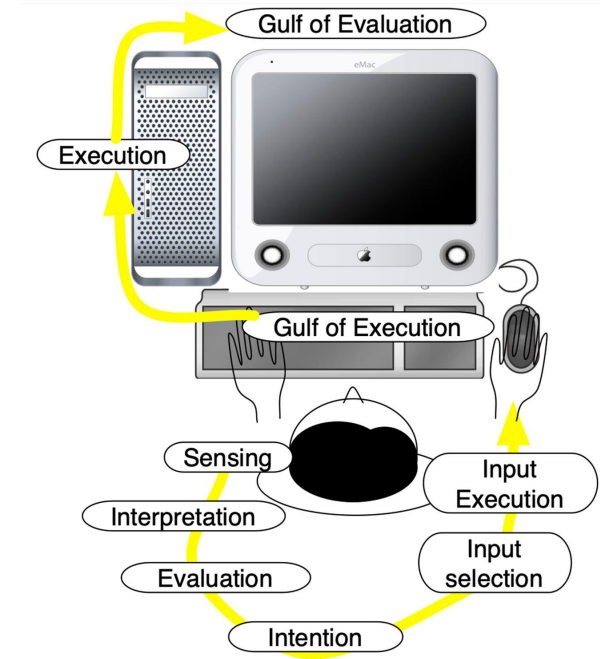 Gulf of Evaluation
eMac
Execution
Gulf of Execution
Sensing
Input
Execution
Interpretation
Input
selection
Evaluation
Intention